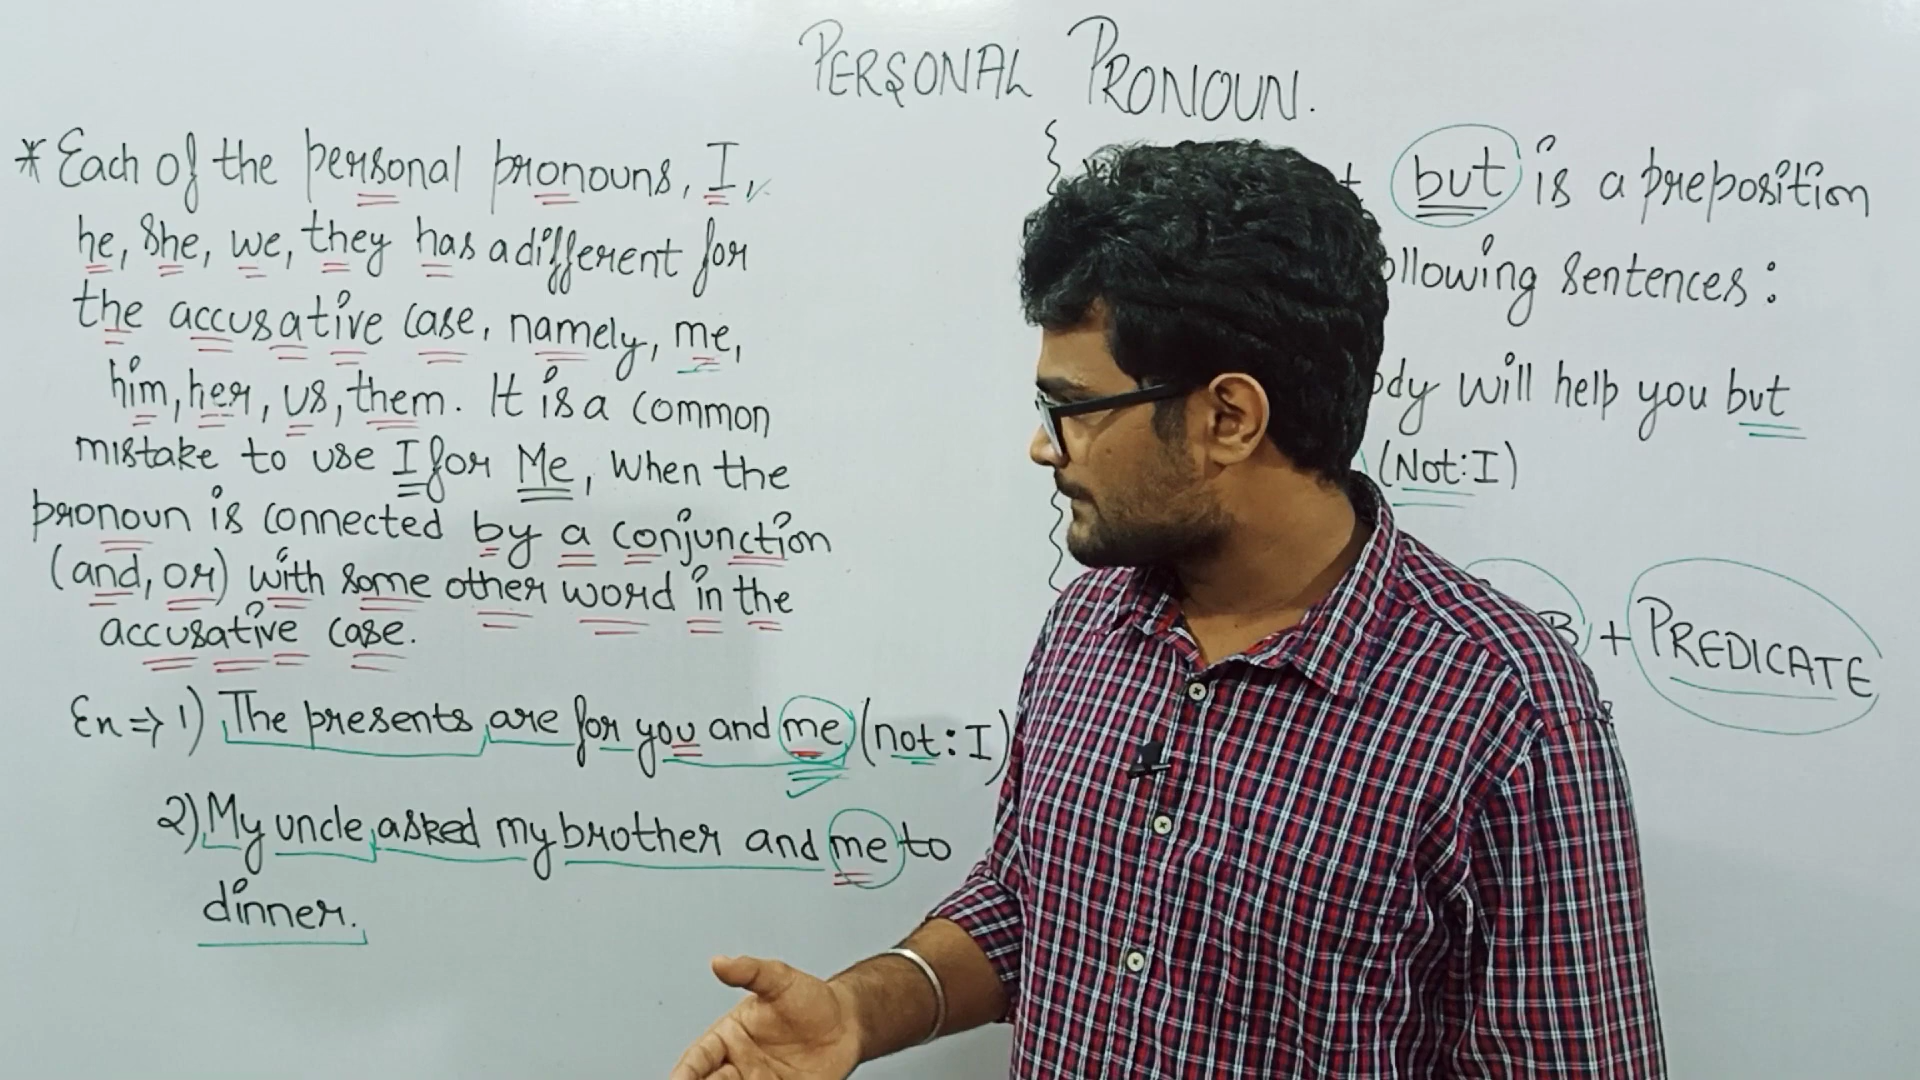 PERSONAL PRONOUN.
* Each of the personal pronouns, I,
he, she, we, they has a different for
the accusative case, namely, me,
him, her, us, them. It is a common
mistake to use I for Me, when the
pronoun is connected by a conjunction
(and, or) with some other word in the
accusative case.
Ex => 1) The presents are for you and me (not: I)
2) My uncle asked my brother and me to
dinner.
but is a preposition
ollowing sentences :
ody will help you but
(Not: I)
B + PREDICATE